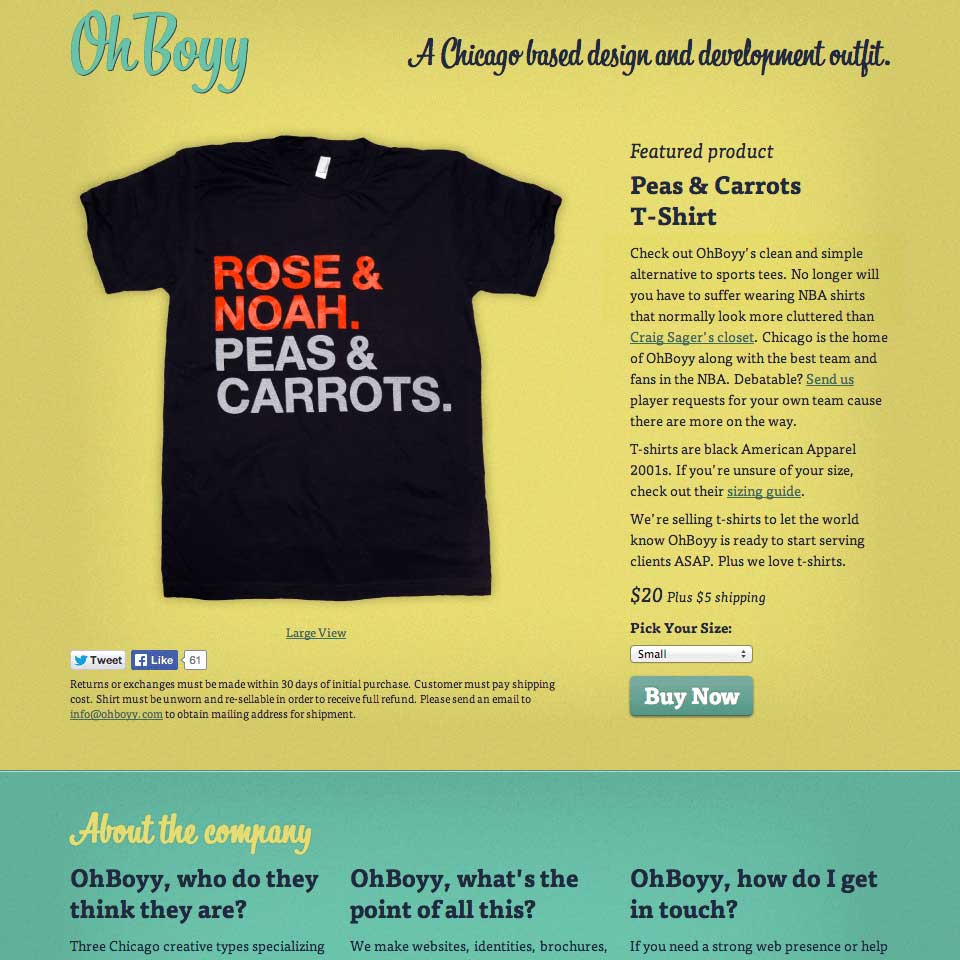 OhBoyy
A Chicago based design and development outfit.
ROSE &
NOAH.
PEAS &
CARROTS.
Large View
Tweet
Like
61
Returns or exchanges must be made within 30 days of initial purchase. Customer must pay shipping
cost. Shirt must be unworn and re-sellable in order to receive full refund. Please send an email to
info@ohboyy.com to obtain mailing address for shipment.
Featured product
Peas & Carrots
T-Shirt
Check out OhBoyy's clean and simple
alternative to sports tees. No longer will
you have to suffer wearing NBA shirts
that normally look more cluttered than
Craig Sager's closet. Chicago is the home
of OhBoyy along with the best team and
fans in the NBA. Debatable? Send us
player requests for your own team cause
there are more on the way.
T-shirts are black American Apparel
2001s. If you're unsure of your size,
check out their sizing guide.
We're selling t-shirts to let the world
know OhBoyy is ready to start serving
clients ASAP. Plus we love t-shirts.
$20 Plus $5 shipping
Pick Your Size:
Small
Buy Now
About the company
OhBoyy, who do they
think they are?
Three Chicago creative types specializing
OhBoyy, what's the
point of all this?
We make websites, identities, brochures,
OhBoyy, how do I get
in touch?
If you need a strong web presence or help